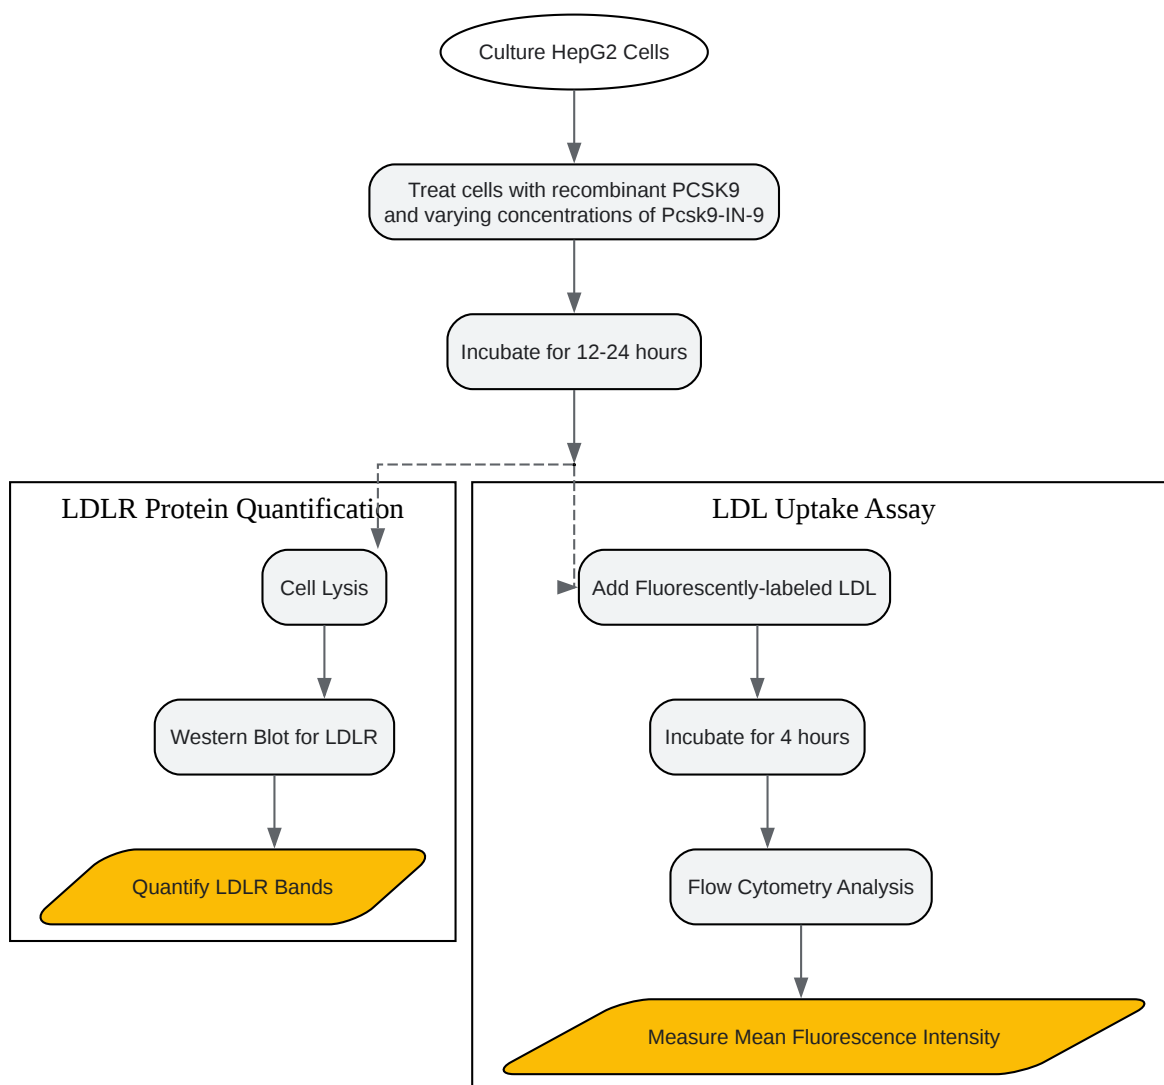 Culture HepG2 Cells
Treat cells with recombinant PCSK9
and varying concentrations of Pcsk9-IN-9
Incubate for 12-24 hours
LDLR Protein Quantification
Cell Lysis
Western Blot for LDLR
Quantify LDLR Bands
LDL Uptake Assay
Add Fluorescently-labeled LDL
Incubate for 4 hours
Flow Cytometry Analysis
Measure Mean Fluorescence Intensity